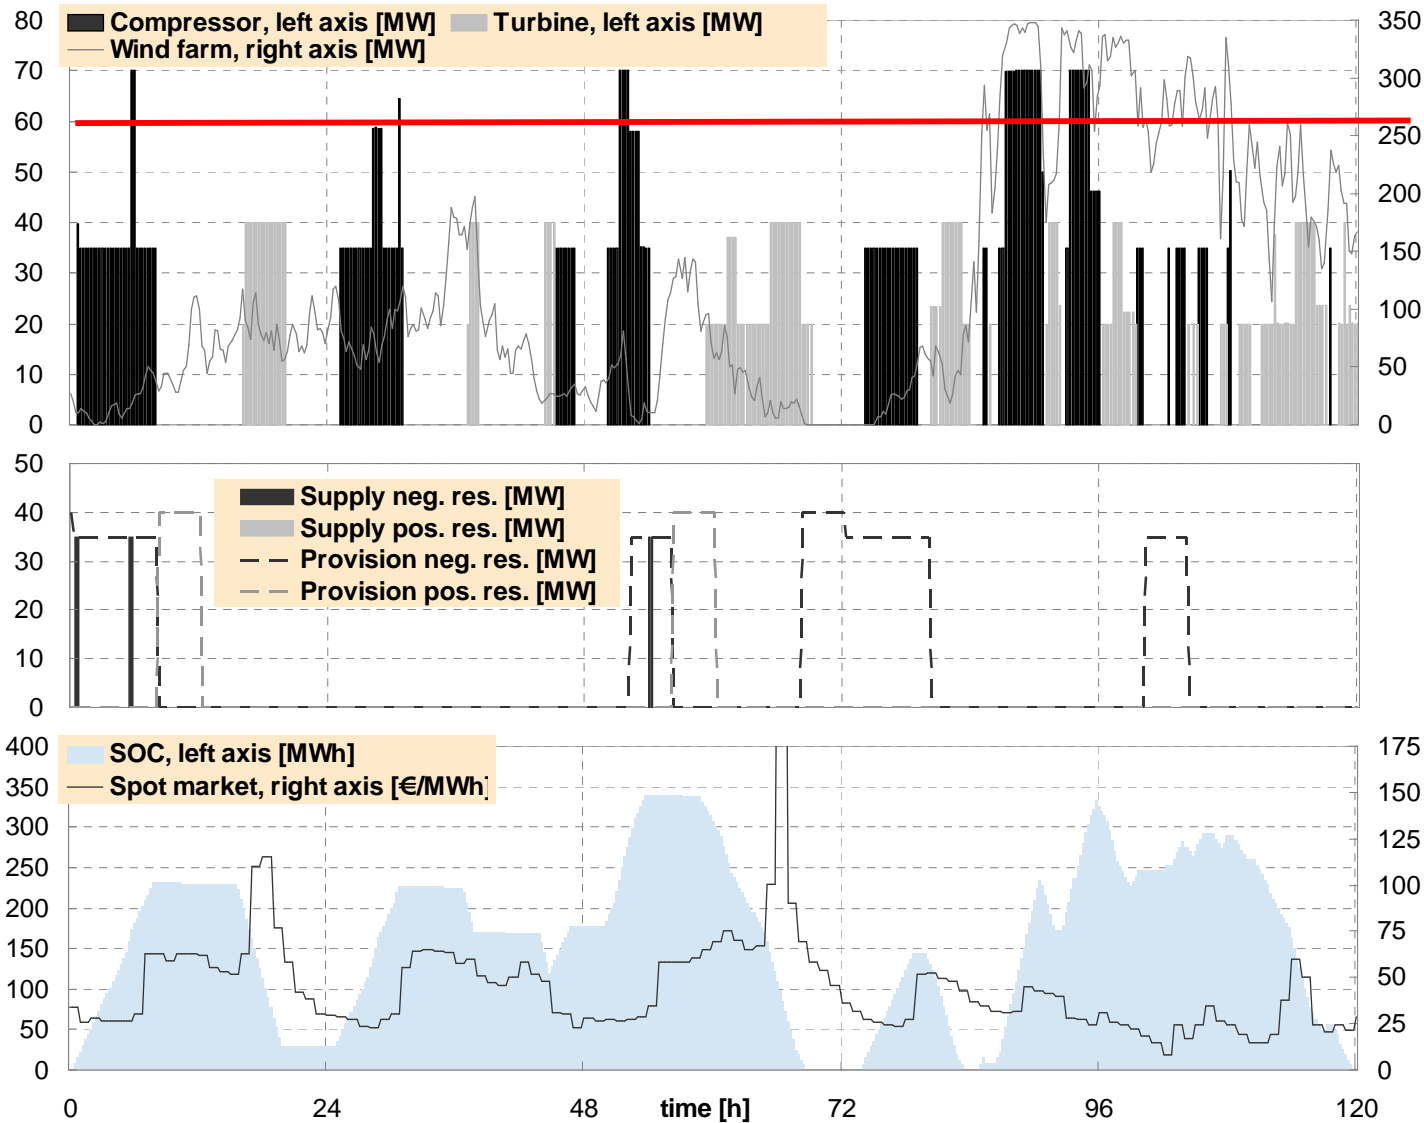 Compressor, left axis [MW] Turbine, left axis [MW]
Wind farm, right axis [MW]
80 350
70 300
60 250
50 200
40 150
30 100
20 50
10 0
0
50
40
30
20
10
0
Supply neg. res. [MW]
Supply pos. res. [MW]
Provision neg. res. [MW]
Provision pos. res. [MW]
SOC, left axis [MWh]
Spot market, right axis [€/MWh]
400 175
350 150
300 125
250 100
200 75
150 50
100 25
50 0
0
0 24 48 time [h] 72 96 120